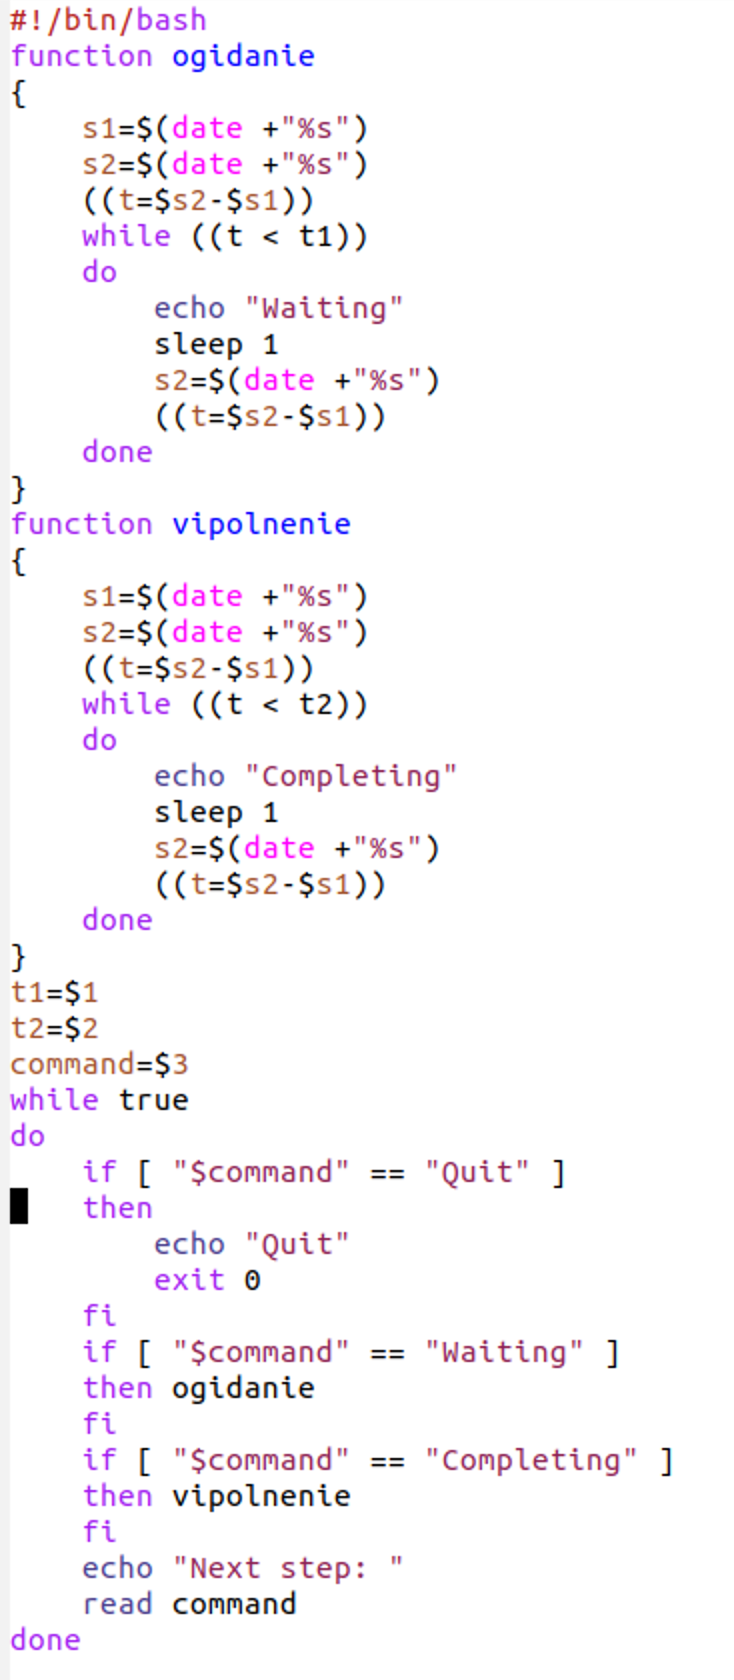 #!/bin/bash
function ogidanie
{
    s1=$(date +"%s")
    s2=$(date +"%s")
    ((t=$s2-$s1))
    while ((t < t1))
    do
        echo "Waiting"
        sleep 1
        s2=$(date +"%s")
        ((t=$s2-$s1))
    done
}
function vipolnenie
{
    s1=$(date +"%s")
    s2=$(date +"%s")
    ((t=$s2-$s1))
    while ((t < t2))
    do
        echo "Completing"
        sleep 1
        s2=$(date +"%s")
        ((t=$s2-$s1))
    done
}
t1=$1
t2=$2
command=$3
while true
do
    if [ "$command" == "Quit" ]
    then
        echo "Quit"
        exit 0
    fi
    if [ "$command" == "Waiting" ]
    then ogidanie
    fi
    if [ "$command" == "Completing" ]
    then vipolnenie
    fi
    echo "Next step: "
    read command
done